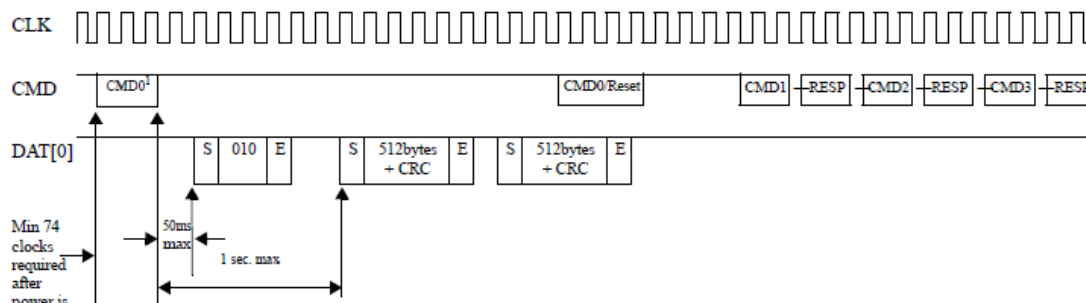 CLK
CMD CMD0¹ CMD0/Reset CMD1 RESP CMD2 RESP CMD3 RESP
DAT[0] S 010 E S 512bytes E S 512bytes E
+ CRC + CRC
50ms
max
1 sec. max
Min 74
clocks
required
after
power is